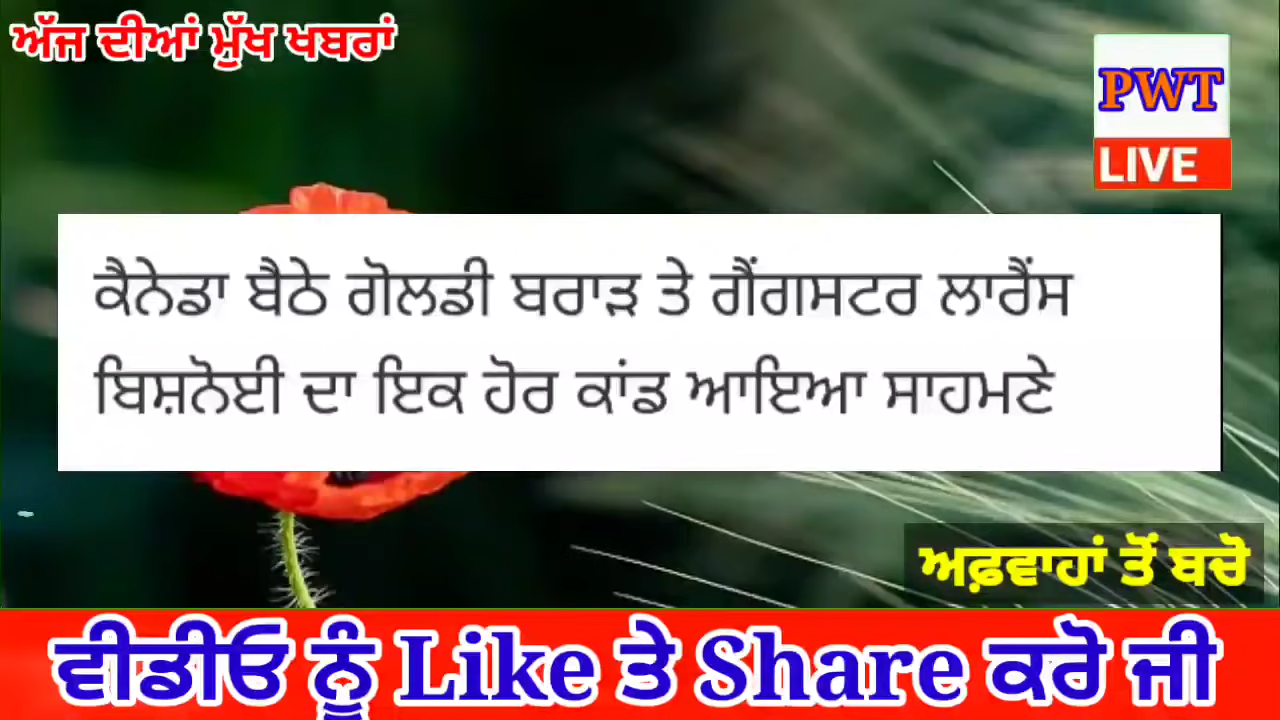 ਅੱਜ ਦੀਆਂ ਮੁੱਖ ਖਬਰਾਂ
PWT
LIVE
ਕੈਨੇਡਾ ਬੈਠੇ ਗੋਲਡੀ ਬਰਾੜ ਤੇ ਗੈਂਗਸਟਰ ਲਾਰੈਂਸ
ਬਿਸ਼ਨੋਈ ਦਾ ਇਕ ਹੋਰ ਕਾਂਡ ਆਇਆ ਸਾਹਮਣੇ
ਅਫ਼ਵਾਹਾਂ ਤੋਂ ਬਚੋ
ਵੀਡੀਓ ਨੂੰ Like ਤੇ Share ਕਰੋ ਜੀ